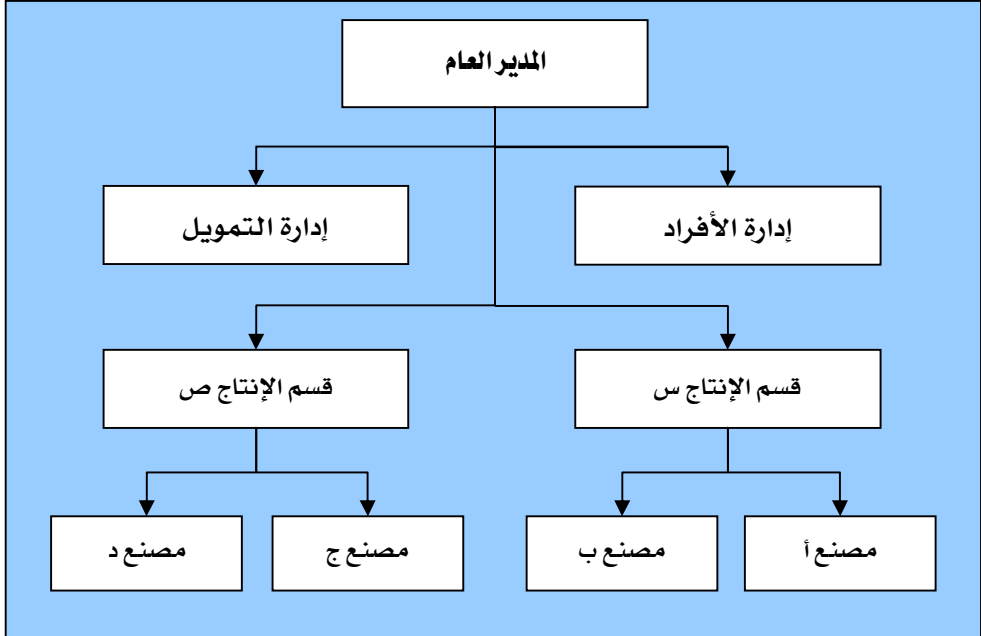 المدير العام
إدارة الأفراد
إدارة التمويل
قسم الإنتاج س
قسم الإنتاج ص
مصنع أ
مصنع ب
مصنع ج
مصنع د